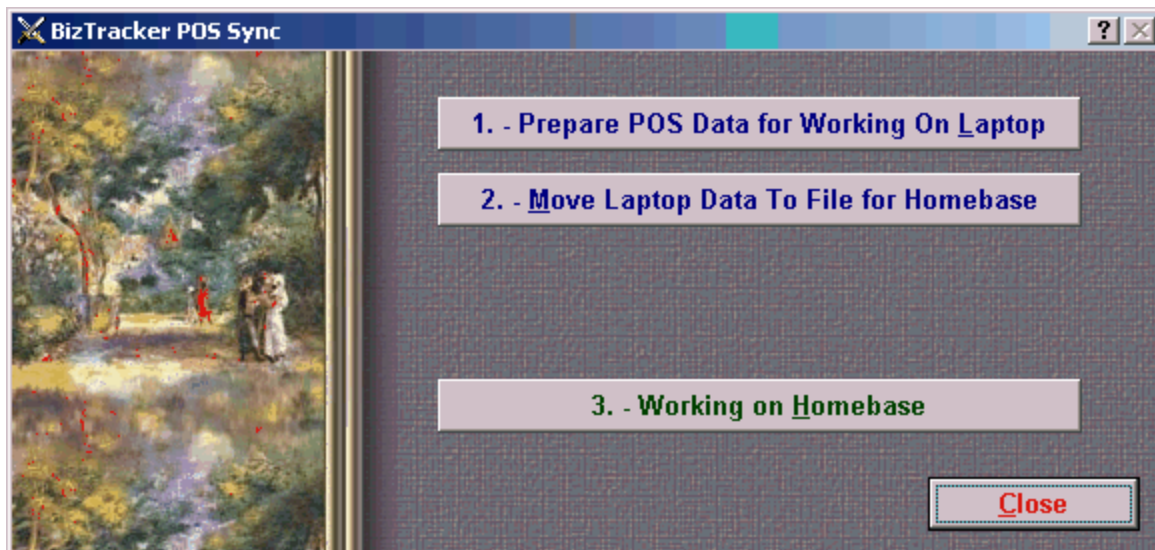 BizTracker POS Sync
1. - Prepare POS Data for Working On Laptop
2. - Move Laptop Data To File for Homebase
3. - Working on Homebase
Close